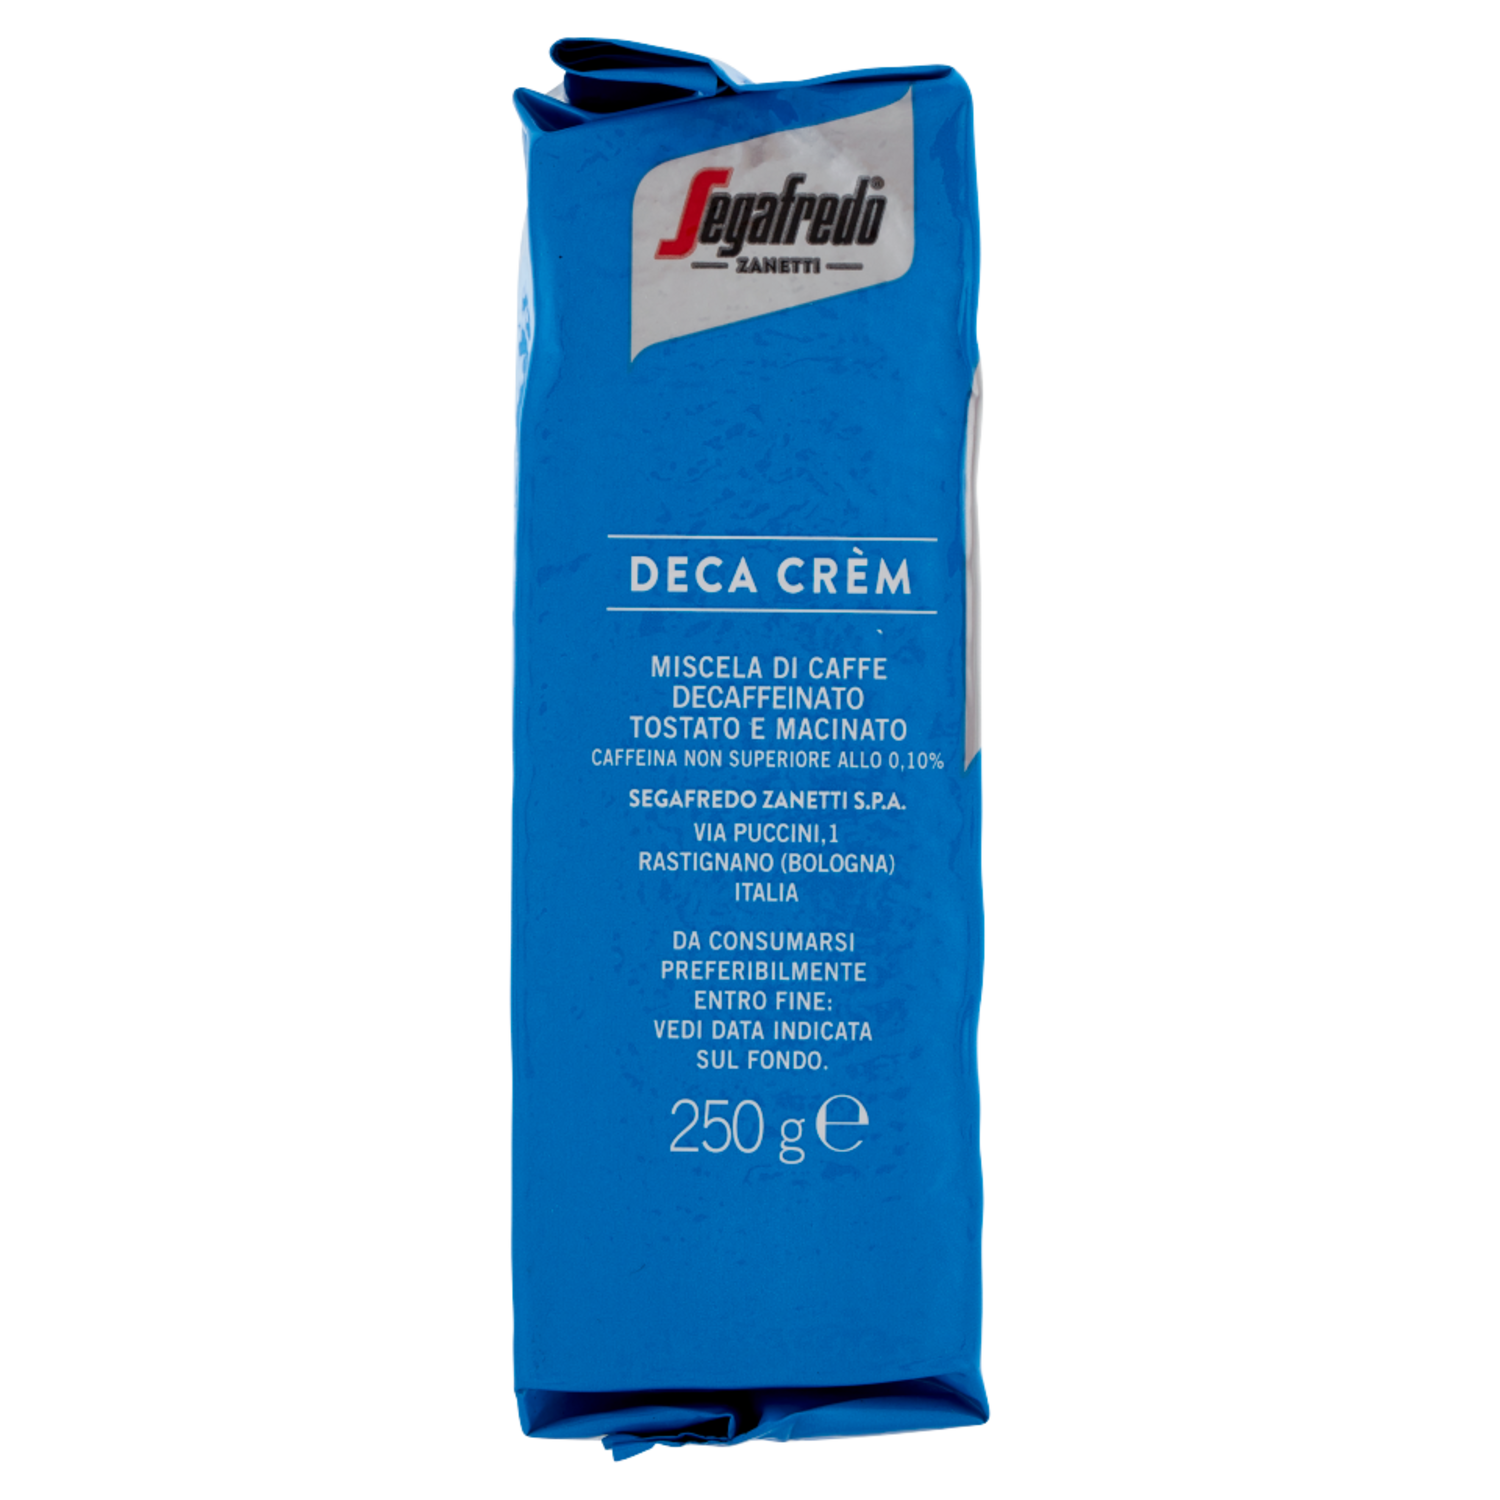 Segafredo®
ZANETTI
DECA CRÈM
MISCELA DI CAFFÈ
DECAFFEINATO
TOSTATO E MACINATO
CAFFEINA NON SUPERIORE ALLO 0,10%
SEGAFREDO ZANETTI S.P.A.
VIA PUCCINI,1
RASTIGNANO (BOLOGNA)
ITALIA
DA CONSUMARSI
PREFERIBILMENTE
ENTRO FINE:
VEDI DATA INDICATA
SUL FONDO.
250 g ℮